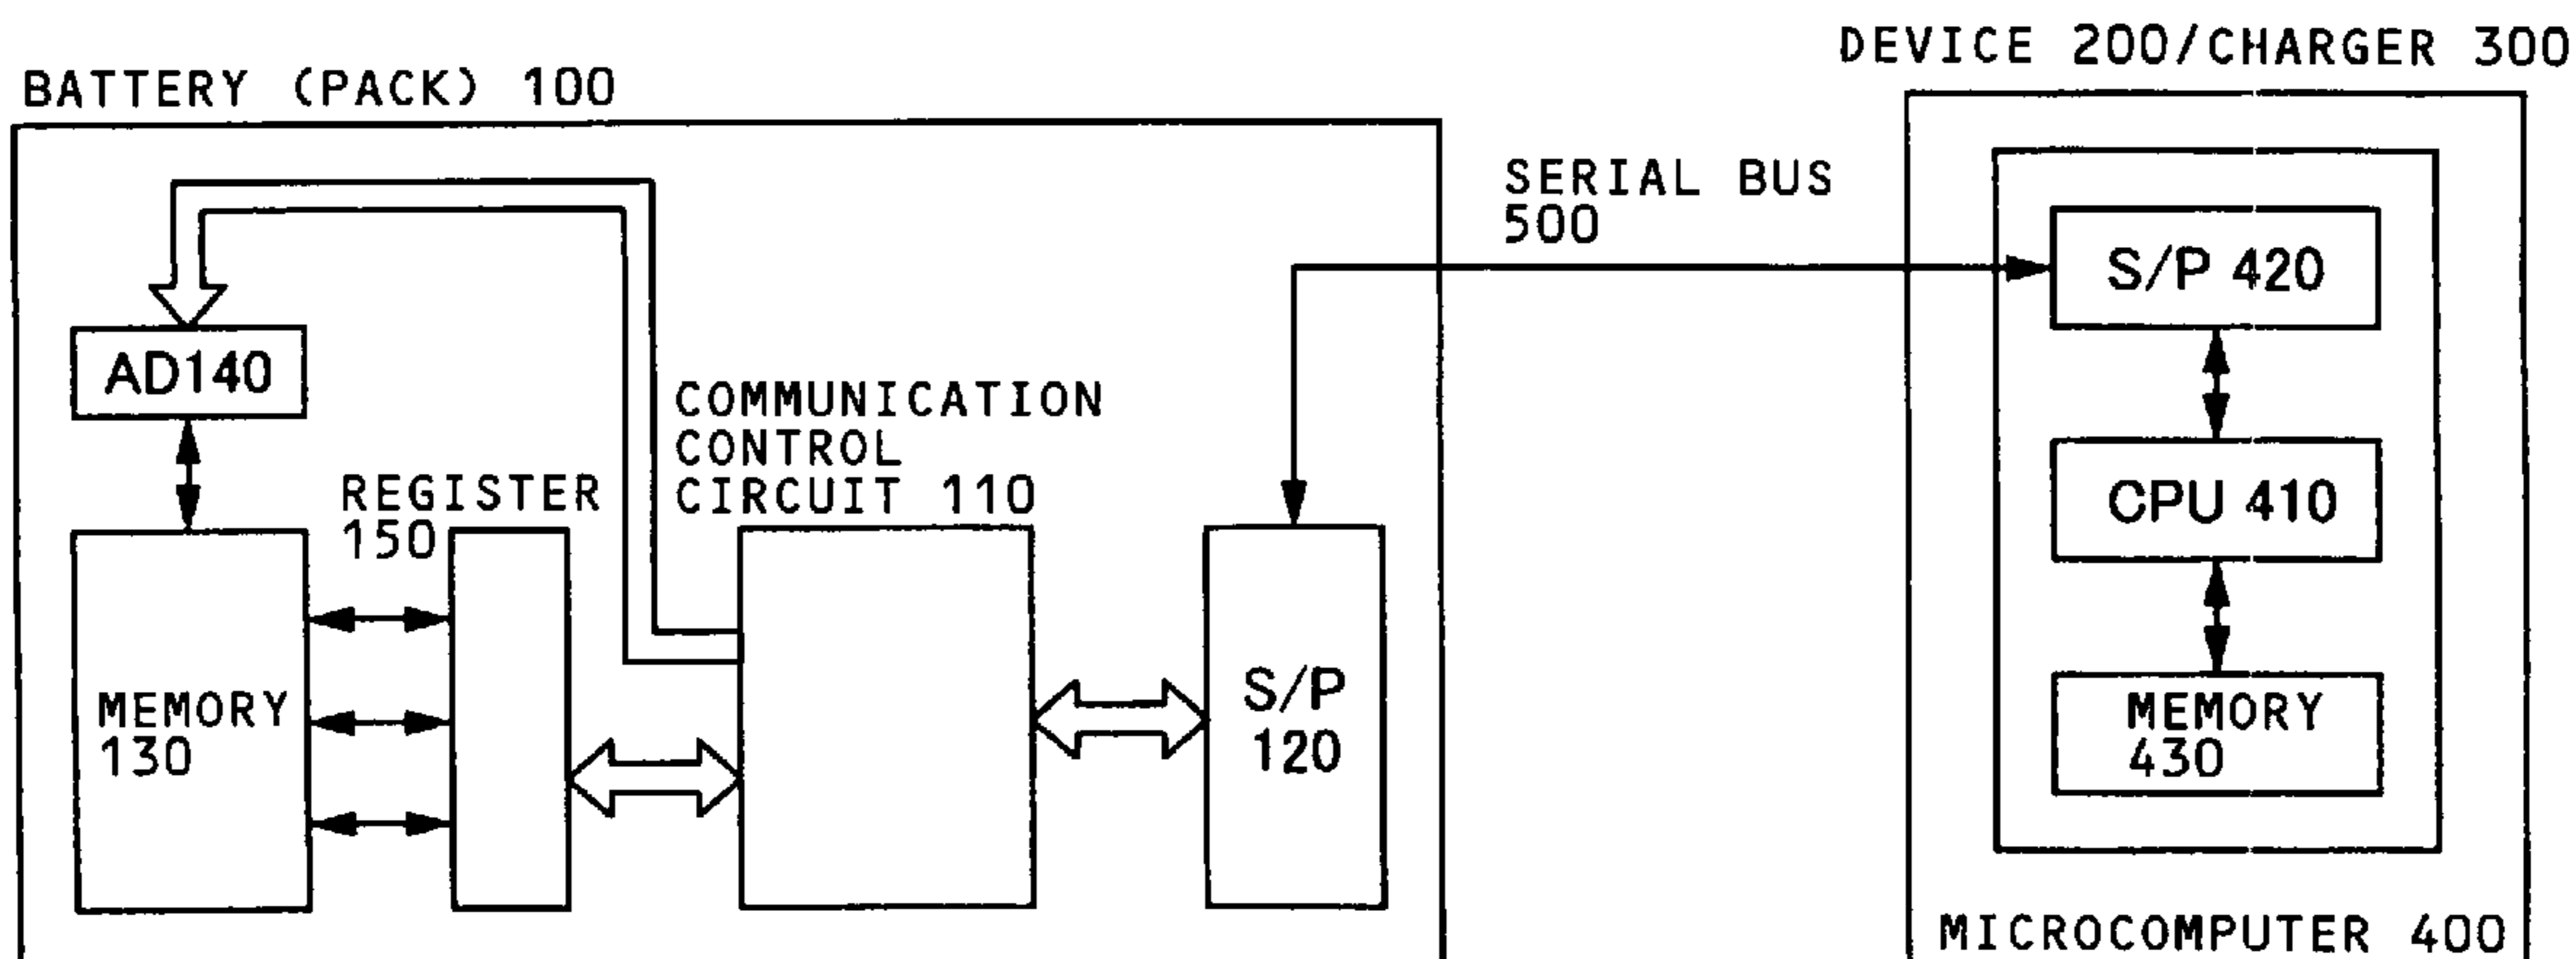 DEVICE 200/CHARGER 300
BATTERY (PACK) 100
SERIAL BUS
500
S/P 420
AD140
COMMUNICATION
CONTROL
CIRCUIT 110
REGISTER
150
CPU 410
S/P
120
MEMORY
130
MEMORY
430
MICROCOMPUTER 400